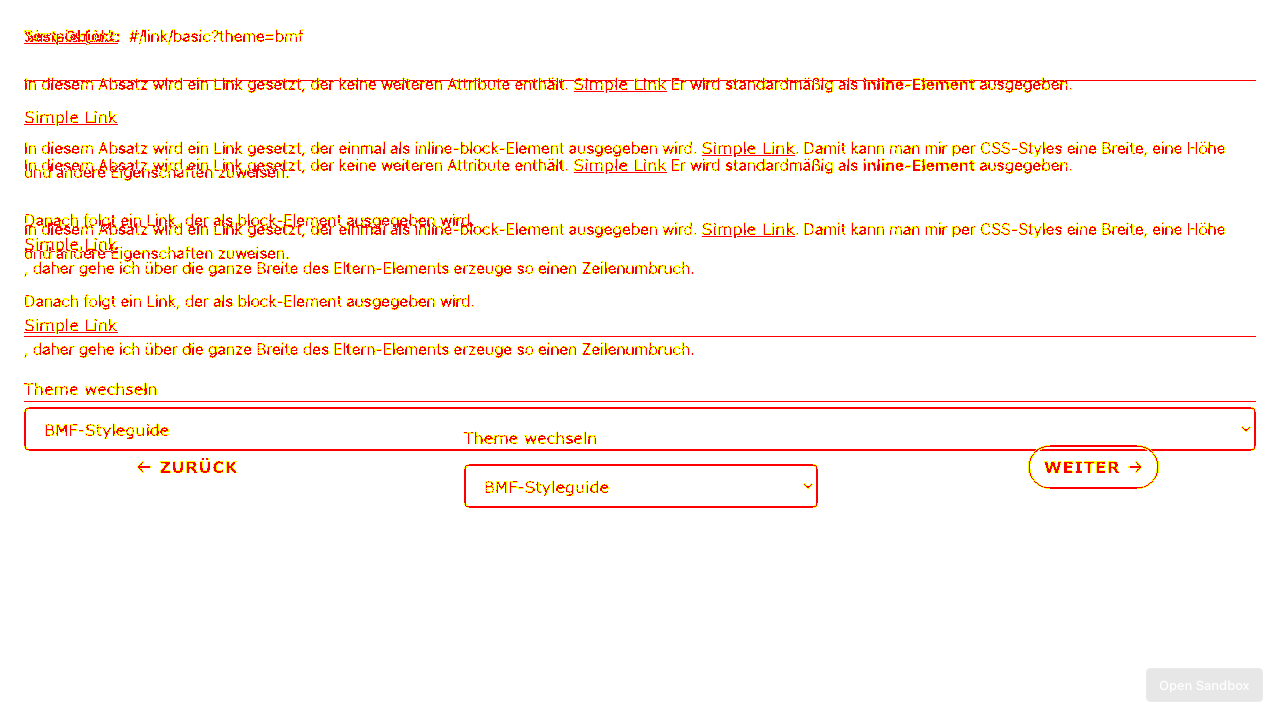 Testobjekt: #/link/basic?theme=bmf
Simple Link
In diesem Absatz wird ein Link gesetzt, der keine weiteren Attribute enthält. Simple Link Er wird standardmäßig als inline-Element ausgegeben.
Simple Link
In diesem Absatz wird ein Link gesetzt, der einmal als inline-block-Element ausgegeben wird. Simple Link. Damit kann man mir per CSS-Styles eine Breite, eine Höhe
In diesem Absatz wird ein Link gesetzt, der keine weiteren Attribute enthält. Simple Link Er wird standardmäßig als inline-Element ausgegeben.
und andere Eigenschaften zuweisen.
Danach folgt ein Link, der als block-Element ausgegeben wird.
In diesem Absatz wird ein Link gesetzt, der einmal als inline-block-Element ausgegeben wird. Simple Link. Damit kann man mir per CSS-Styles eine Breite, eine Höhe
Simple Link
und andere Eigenschaften zuweisen.
, daher gehe ich über die ganze Breite des Eltern-Elements erzeuge so einen Zeilenumbruch.
Danach folgt ein Link, der als block-Element ausgegeben wird.
Simple Link
, daher gehe ich über die ganze Breite des Eltern-Elements erzeuge so einen Zeilenumbruch.
Theme wechseln
BMF-Styleguide
Theme wechseln
← ZURÜCK
WEITER →
BMF-Styleguide
Open Sandbox